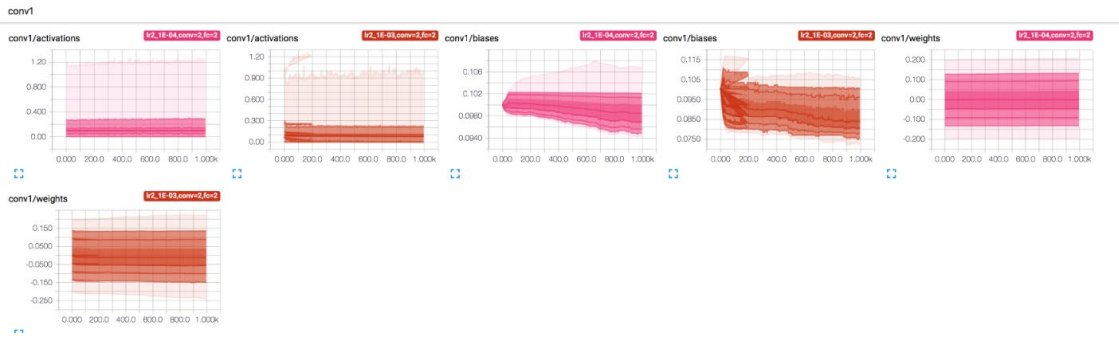 conv1
conv1/activations
lr2_1E-04,conv=2,fc=2
1.20
0.800
0.400
0.00
0.000 200.0 400.0 600.0 800.0 1.000k
conv1/activations
lr2_1E-03,conv=2,fc=2
1.20
0.900
0.600
0.300
0.00
0.000 200.0 400.0 600.0 800.0 1.000k
conv1/biases
lr2_1E-04,conv=2,fc=2
0.106
0.102
0.0980
0.0940
0.000 200.0 400.0 600.0 800.0 1.000k
conv1/biases
lr2_1E-03,conv=2,fc=2
0.115
0.0950
0.0850
0.0750
0.000 200.0 400.0 600.0 800.0 1.000k
conv1/weights
lr2_1E-04,conv=2,fc=2
0.200
0.100
0.00
-0.100
-0.200
0.000 200.0 400.0 600.0 800.0 1.000k
conv1/weights
lr2_1E-03,conv=2,fc=2
0.150
0.0500
-0.0500
-0.150
-0.250
0.000 200.0 400.0 600.0 800.0 1.000k